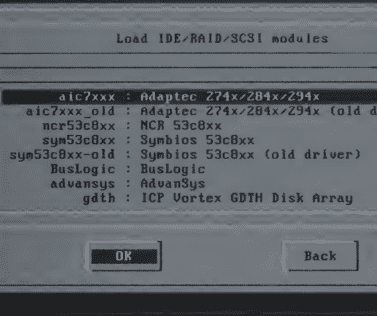 Load IDE/RAID/SCSI modules
aic7xxx : Adaptec 274x/284x/294x
aic7xxx_old : Adaptec 274x/284x/294x (old d
ncr53c8xx : NCR 53c8xx
sym53c8xx : Symbios 53c8xx
sym53c8xx-old : Symbios 53c8xx (old driver)
BusLogic : BusLogic
advansys : AdvanSys
gdth : ICP Vortex GDTH Disk Array
OK Back